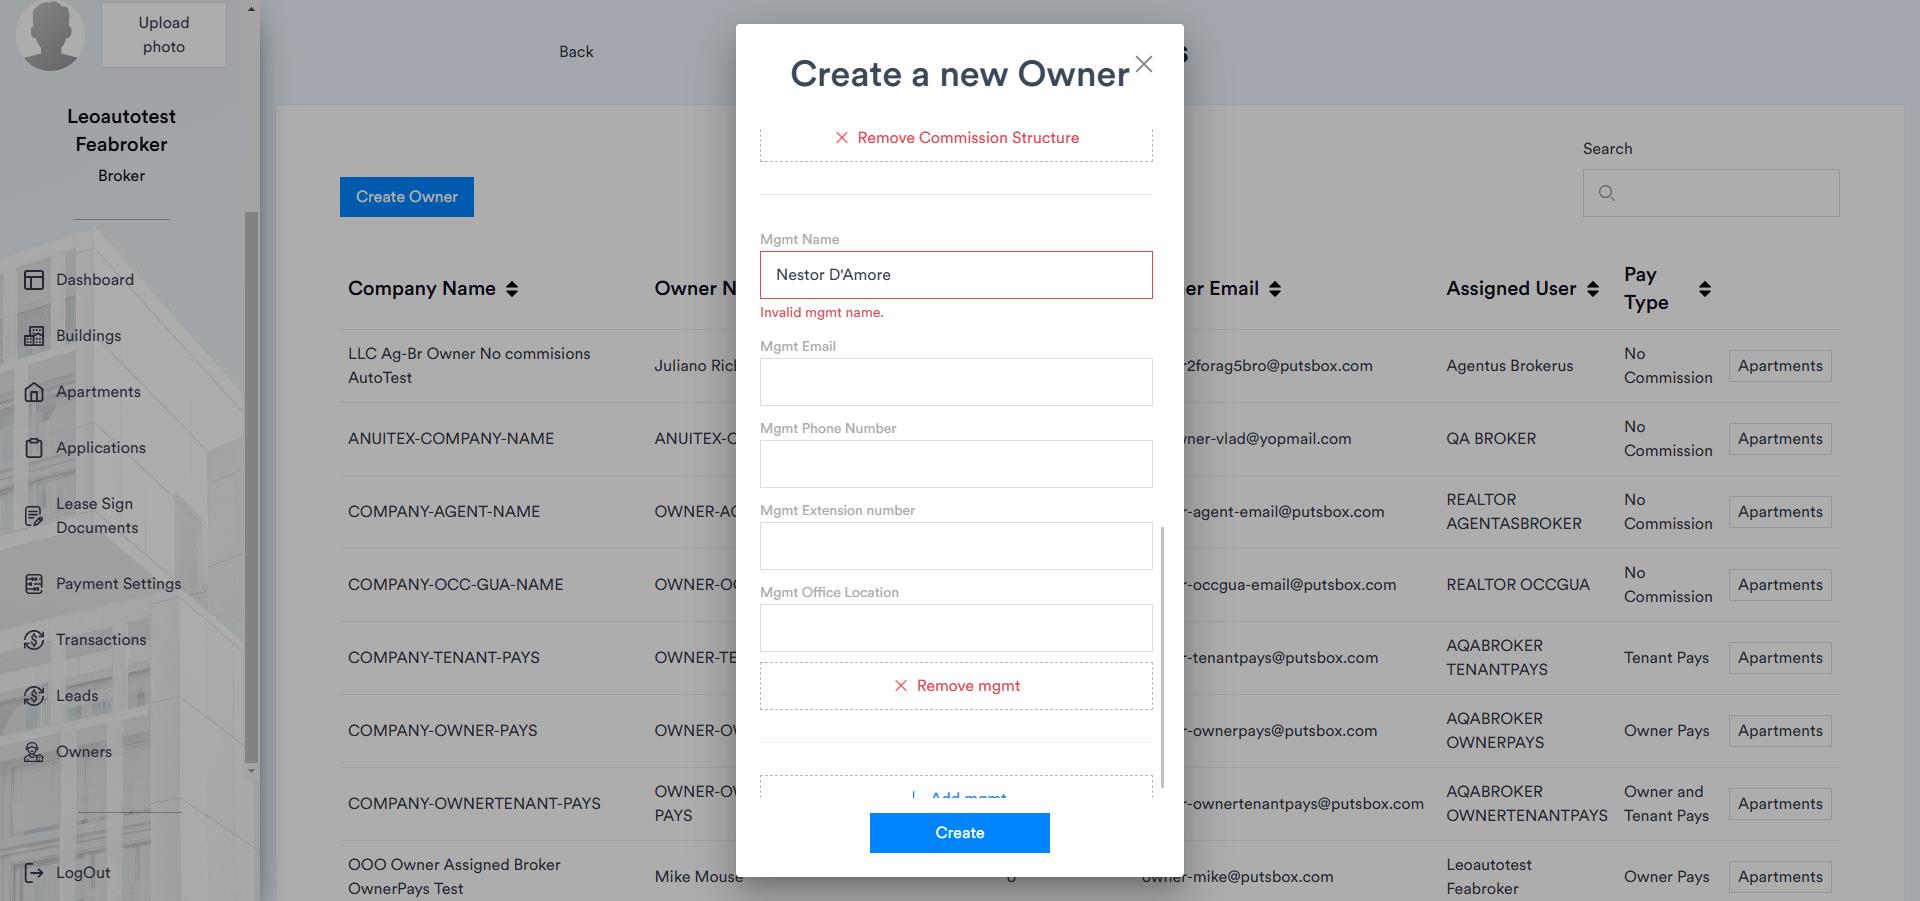 Upload
photo
Leoautotest
Feabroker
Broker
Dashboard
Buildings
Apartments
Applications
Lease Sign
Documents
Payment Settings
Transactions
Leads
Owners
LogOut
Back
s
Create Owner
Search
Company Name
Owner N
er Email
Assigned User
Pay
Type
LLC Ag-Br Owner No commisions
AutoTest
Juliano Rich
r2forag5bro@putsbox.com
Agentus Brokerus
No
Commission
Apartments
ANUITEX-COMPANY-NAME
ANUITEX-O
ner-vlad@yopmail.com
QA BROKER
No
Commission
Apartments
COMPANY-AGENT-NAME
OWNER-AG
r-agent-email@putsbox.com
REALTOR
AGENTASBROKER
No
Commission
Apartments
COMPANY-OCC-GUA-NAME
OWNER-OC
r-occgua-email@putsbox.com
REALTOR OCCGUA
No
Commission
Apartments
COMPANY-TENANT-PAYS
OWNER-TE
r-tenantpays@putsbox.com
AQABROKER
TENANTPAYS
Tenant Pays
Apartments
COMPANY-OWNER-PAYS
OWNER-OW
r-ownerpays@putsbox.com
AQABROKER
OWNERPAYS
Owner Pays
Apartments
COMPANY-OWNERTENANT-PAYS
OWNER-OW
PAYS
r-ownertenantpays@putsbox.com
AQABROKER
OWNERTENANTPAYS
Owner and
Tenant Pays
Apartments
OOO Owner Assigned Broker
OwnerPays Test
Mike Mouse
0
owner-mike@putsbox.com
Leoautotest
Feabroker
Owner Pays
Apartments
Create a new Owner
Remove Commission Structure
Mgmt Name
Nestor D'Amore
Invalid mgmt name.
Mgmt Email
Mgmt Phone Number
Mgmt Extension number
Mgmt Office Location
Remove mgmt
Add mgmt
Create